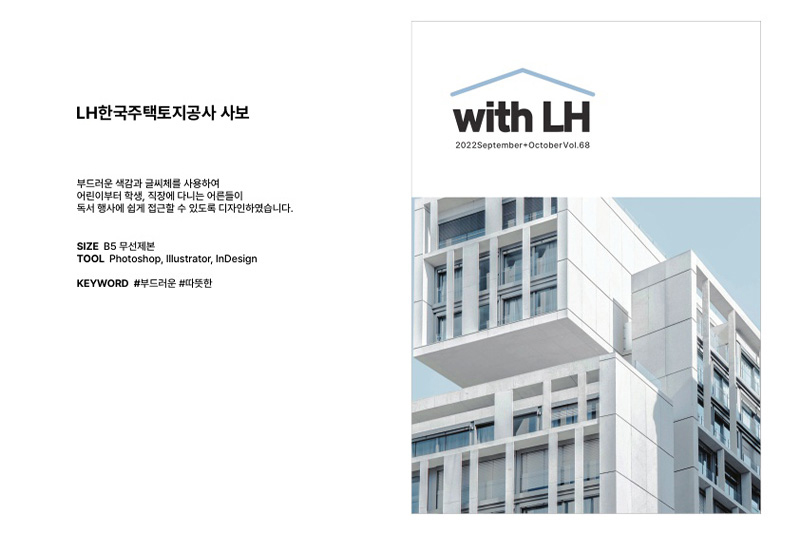 LH한국주택토지공사 사보
부드러운 색감과 글씨체를 사용하여
어린이부터 학생, 직장에 다니는 어른들이
독서 행사에 쉽게 접근할 수 있도록 디자인하였습니다.
SIZE B5 무선제본
TOOL Photoshop, Illustrator, InDesign
KEYWORD #부드러운 #따뜻한
with LH
2022September+OctoberVol.68